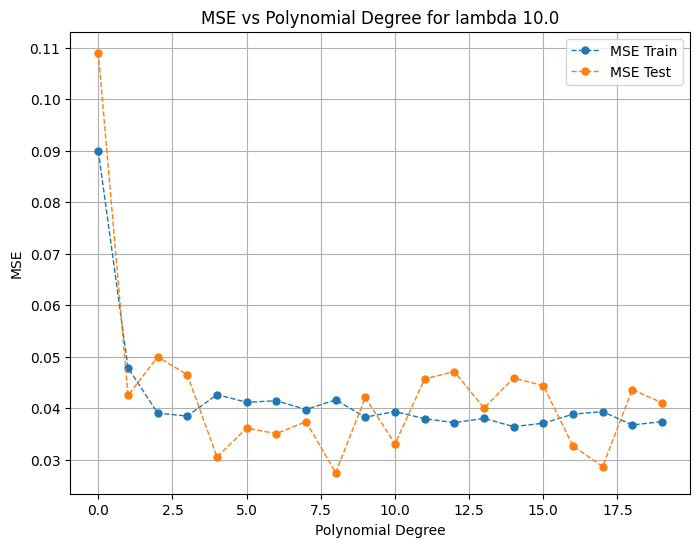 MSE vs Polynomial Degree for lambda 10.0
MSE Train
MSE Test
0.11
0.10
0.09
0.08
0.07
0.06
0.05
0.04
0.03
MSE
0.0 2.5 5.0 7.5 10.0 12.5 15.0 17.5
Polynomial Degree